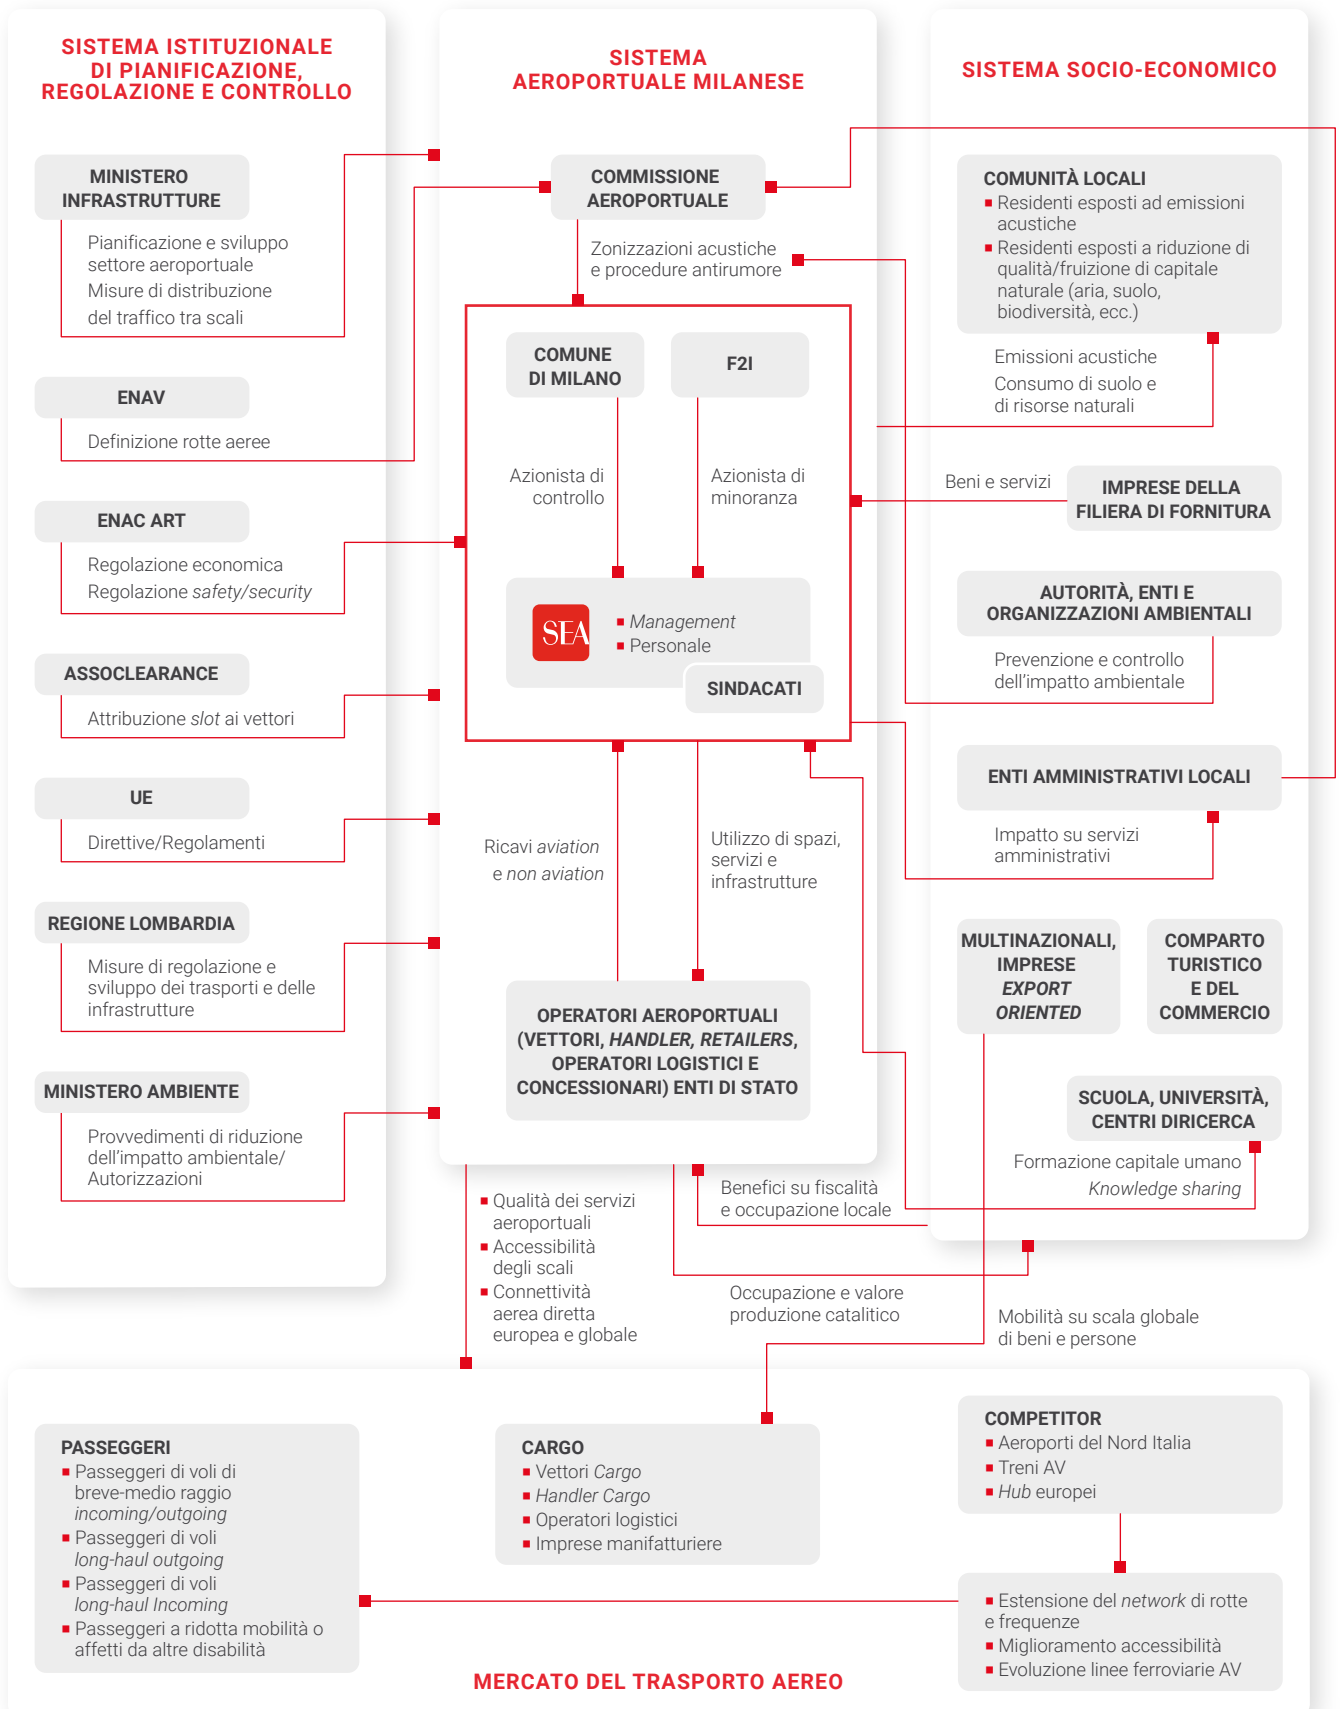 SISTEMA ISTITUZIONALE
DI PIANIFICAZIONE,
REGOLAZIONE E CONTROLLO
MINISTERO
INFRASTRUTTURE
Pianificazione e sviluppo
settore aeroportuale
Misure di distribuzione
del traffico tra scali
ENAV
Definizione rotte aeree
ENAC ART
Regolazione economica
Regolazione safety/security
ASSOCLEARANCE
Attribuzione slot ai vettori
UE
Direttive/Regolamenti
REGIONE LOMBARDIA
Misure di regolazione e
sviluppo dei trasporti e delle
infrastrutture
MINISTERO AMBIENTE
Provvedimenti di riduzione
dell'impatto ambientale/
Autorizzazioni
SISTEMA
AEROPORTUALE MILANESE
COMMISSIONE
AEROPORTUALE
Zonizzazioni acustiche
e procedure antirumore
COMUNE
DI MILANO
F2I
Azionista di
controllo
Azionista di
minoranza
SEA
Management
Personale
SINDACATI
Ricavi aviation
e non aviation
Utilizzo di spazi,
servizi e
infrastrutture
OPERATORI AEROPORTUALI
(VETTORI, HANDLER, RETAILERS,
OPERATORI LOGISTICI E
CONCESSIONARI) ENTI DI STATO
SISTEMA SOCIO-ECONOMICO
COMUNITÀ LOCALI
Residenti esposti ad emissioni
acustiche
Residenti esposti a riduzione di
qualità/fruizione di capitale
naturale (aria, suolo,
biodiversità, ecc.)
Emissioni acustiche
Consumo di suolo e
di risorse naturali
Beni e servizi
IMPRESE DELLA
FILIERA DI FORNITURA
AUTORITÀ, ENTI E
ORGANIZZAZIONI AMBIENTALI
Prevenzione e controllo
dell'impatto ambientale
ENTI AMMINISTRATIVI LOCALI
Impatto su servizi
amministrativi
MULTINAZIONALI,
IMPRESE
EXPORT
ORIENTED
COMPARTO
TURISTICO
E DEL
COMMERCIO
SCUOLA, UNIVERSITÀ,
CENTRI DIRICERCA
Formazione capitale umano
Knowledge sharing
Qualità dei servizi
aeroportuali
Accessibilità
degli scali
Connettività
aerea diretta
europea e globale
Benefici su fiscalità
e occupazione locale
Occupazione e valore
produzione catalitico
Mobilità su scala globale
di beni e persone
PASSEGGERI
Passeggeri di voli di
breve-medio raggio
incoming/outgoing
Passeggeri di voli
long-haul outgoing
Passeggeri di voli
long-haul Incoming
Passeggeri a ridotta mobilità o
affetti da altre disabilità
CARGO
Vettori Cargo
Handler Cargo
Operatori logistici
Imprese manifatturiere
COMPETITOR
Aeroporti del Nord Italia
Treni AV
Hub europei
Estensione del network di rotte
e frequenze
Miglioramento accessibilità
Evoluzione linee ferroviarie AV
MERCATO DEL TRASPORTO AEREO